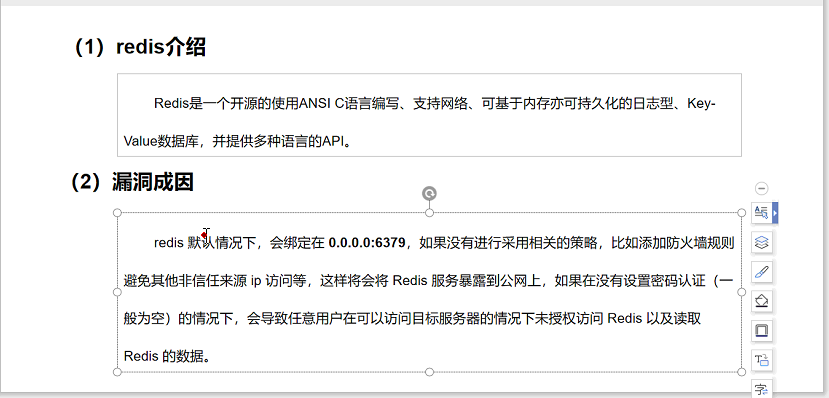 （1）redis介绍
Redis是一个开源的使用ANSI C语言编写、支持网络、可基于内存亦可持久化的日志型、Key-
Value数据库，并提供多种语言的API。
（2）漏洞成因
redis 默认情况下，会绑定在 0.0.0.0:6379，如果没有进行采用相关的策略，比如添加防火墙规则
避免其他非信任来源 ip 访问等，这样将会将 Redis 服务暴露到公网上，如果在没有设置密码认证（一
般为空）的情况下，会导致任意用户在可以访问目标服务器的情况下未授权访问 Redis 以及读取
Redis 的数据。